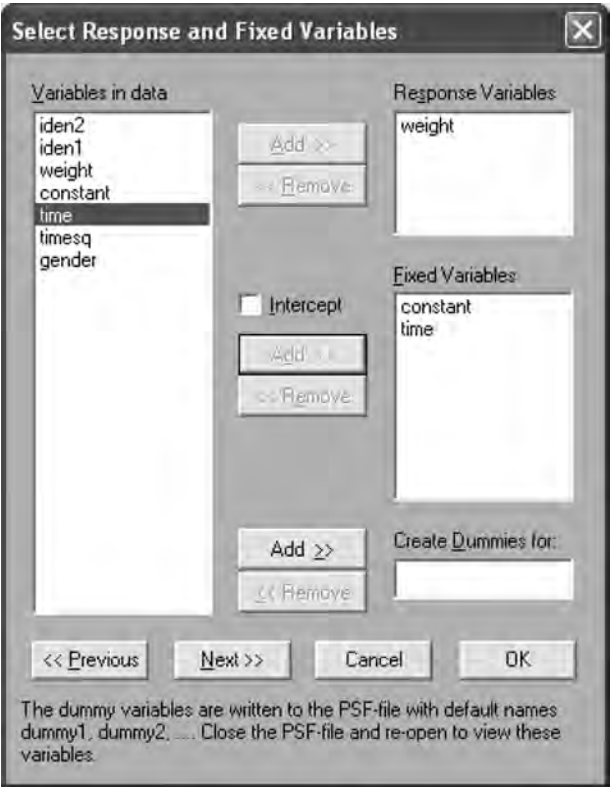 Select Response and Fixed Variables
Variables in data
iden2
iden1
weight
constant
time
timesq
gender
Add >>
<< Remove
Response Variables
weight
Intercept
Add >>
<< Remove
Fixed Variables
constant
time
Add >>
<< Remove
Create Dummies for:
<< Previous
Next >>
Cancel
OK
The dummy variables are written to the PSF-file with default names
dummy1, dummy2, .... Close the PSF-file and re-open to view these
variables.